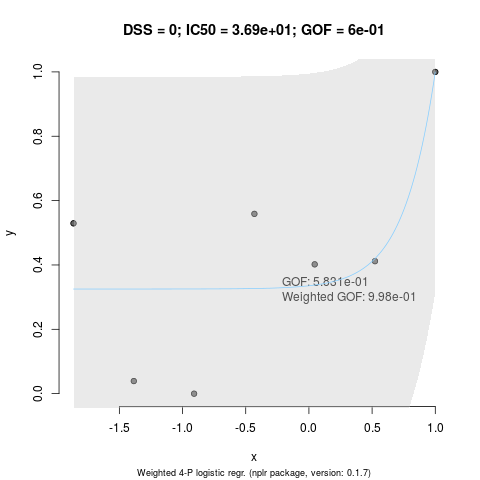 DSS = 0; IC50 = 3.69e+01; GOF = 6e-01
1.0
0.8
0.6
0.4
0.2
0.0
y
GOF: 5.831e-01
Weighted GOF: 9.98e-01
-1.5 -1.0 -0.5 0.0 0.5 1.0
x
Weighted 4-P logistic regr. (nplr package, version: 0.1.7)